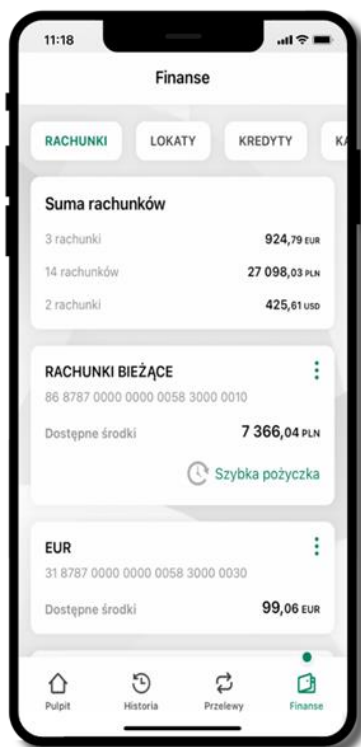 11:18
Finanse
RACHUNKI LOKATY KREDYTY KA
Suma rachunków
3 rachunki 924,79 EUR
14 rachunków 27 098,03 PLN
2 rachunki 425,61 USD
RACHUNKI BIEŻĄCE
86 8787 0000 0000 0058 3000 0010
Dostępne środki 7 366,04 PLN
Szybka pożyczka
EUR
31 8787 0000 0000 0058 3000 0030
Dostępne środki 99,06 EUR
Pulpit Historia Przelewy Finanse